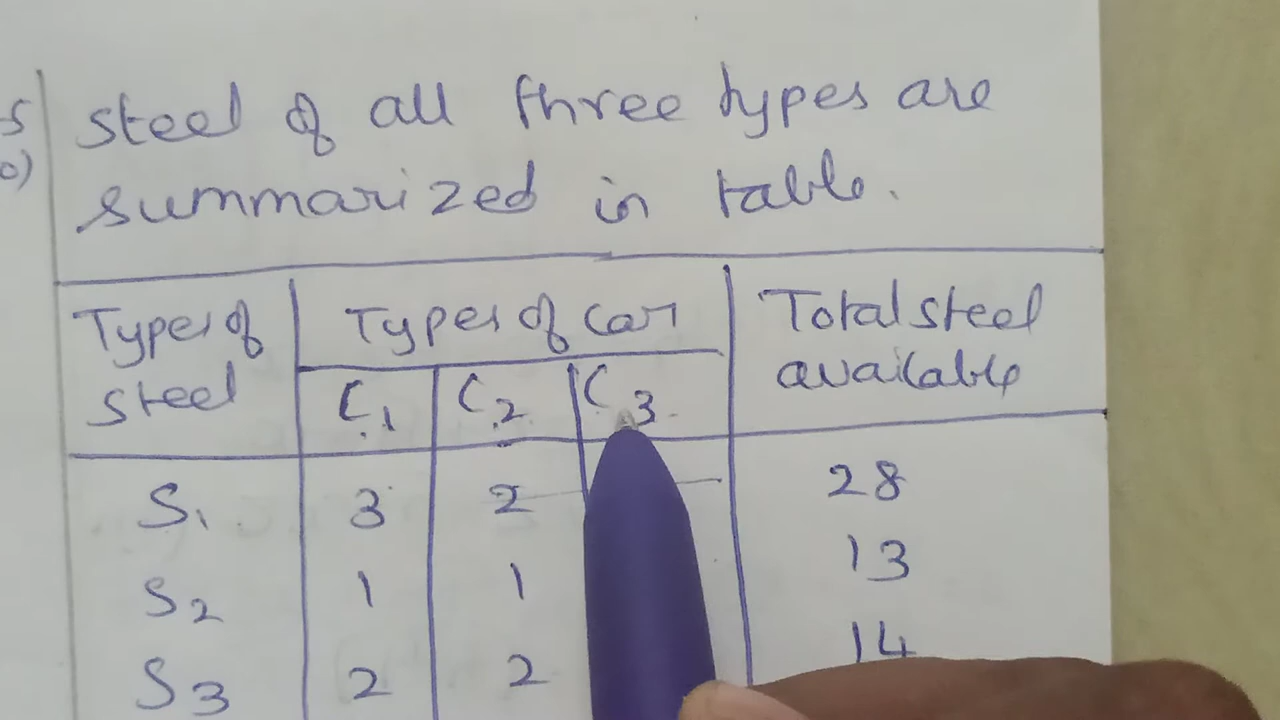 s
c)
steel of all three types are
summarized in table.
Types of steel | Types of car | Total steel available
C₁ | C₂ | C₃
S₁ 3 2 28
S₂ 1 1 13
S₃ 2 2 14